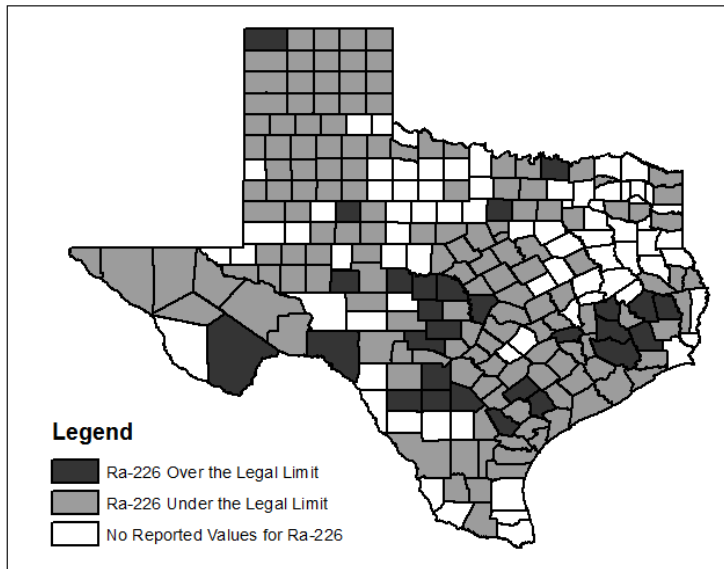 Legend
Ra-226 Over the Legal Limit
Ra-226 Under the Legal Limit
No Reported Values for Ra-226